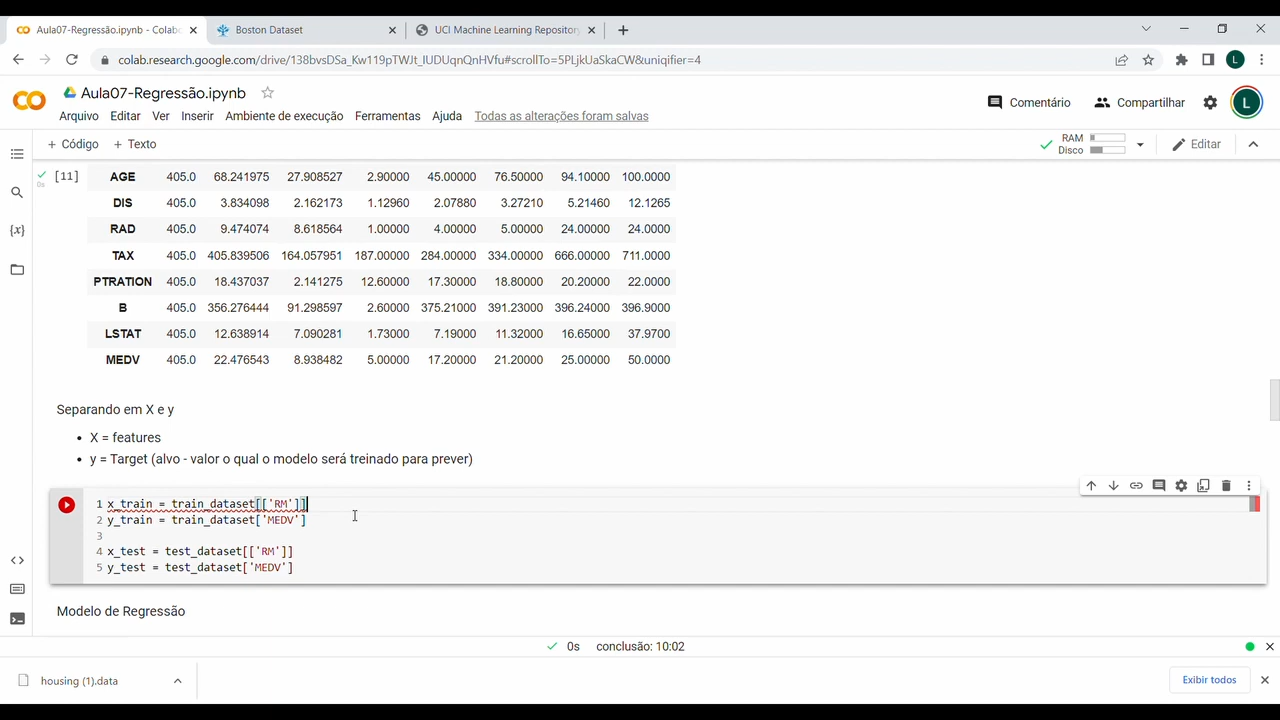 Aula07-Regressão.ipynb - Colab
Boston Dataset
UCI Machine Learning Repository
colab.research.google.com/drive/138bvsDSa_Kw119pTWJt_IUDUqnQnHVfu#scrollTo=5PLjkUaSkaCW&uniqifier=4
L
Aula07-Regressão.ipynb
Comentário
Compartilhar
L
Arquivo Editar Ver Inserir Ambiente de execução Ferramentas Ajuda Todas as alterações foram salvas
+ Código + Texto
RAM
Disco
Editar
[11] AGE 405.0 68.241975 27.908527 2.90000 45.00000 76.50000 94.10000 100.0000
0s
DIS 405.0 3.834098 2.162173 1.12960 2.07880 3.27210 5.21460 12.1265
RAD 405.0 9.474074 8.618564 1.00000 4.00000 5.00000 24.00000 24.0000
{x}
TAX 405.0 405.839506 164.057951 187.00000 284.00000 334.00000 666.00000 711.0000
PTRATION 405.0 18.437037 2.141275 12.60000 17.30000 18.80000 20.20000 22.0000
B 405.0 356.276444 91.298597 2.60000 375.21000 391.23000 396.24000 396.9000
LSTAT 405.0 12.638914 7.090281 1.73000 7.19000 11.32000 16.65000 37.9700
MEDV 405.0 22.476543 8.938482 5.00000 17.20000 21.20000 25.00000 50.0000
Separando em X e y
• X = features
• y = Target (alvo - valor o qual o modelo será treinado para prever)
1 x_train = train_dataset[['RM']]
2 y_train = train_dataset['MEDV']
3
4 x_test = test_dataset[['RM']]
5 y_test = test_dataset['MEDV']
Modelo de Regressão
0s conclusão: 10:02
housing (1).data
Exibir todos